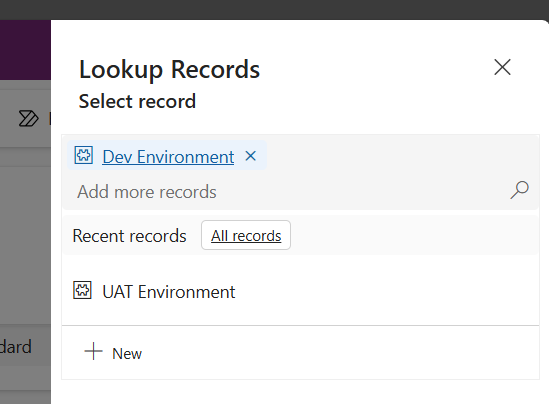 Lookup Records
Select record
Dev Environment
Add more records
Recent records All records
UAT Environment
dard
New